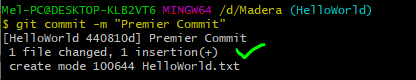 Mel-PC@DESKTOP-KLB2VT6 MINGW64 /d/Madera (HelloWorld)
$ git commit -m "Premier Commit"
[HelloWorld 440810d] Premier Commit
1 file changed, 1 insertion(+)
create mode 100644 HelloWorld.txt